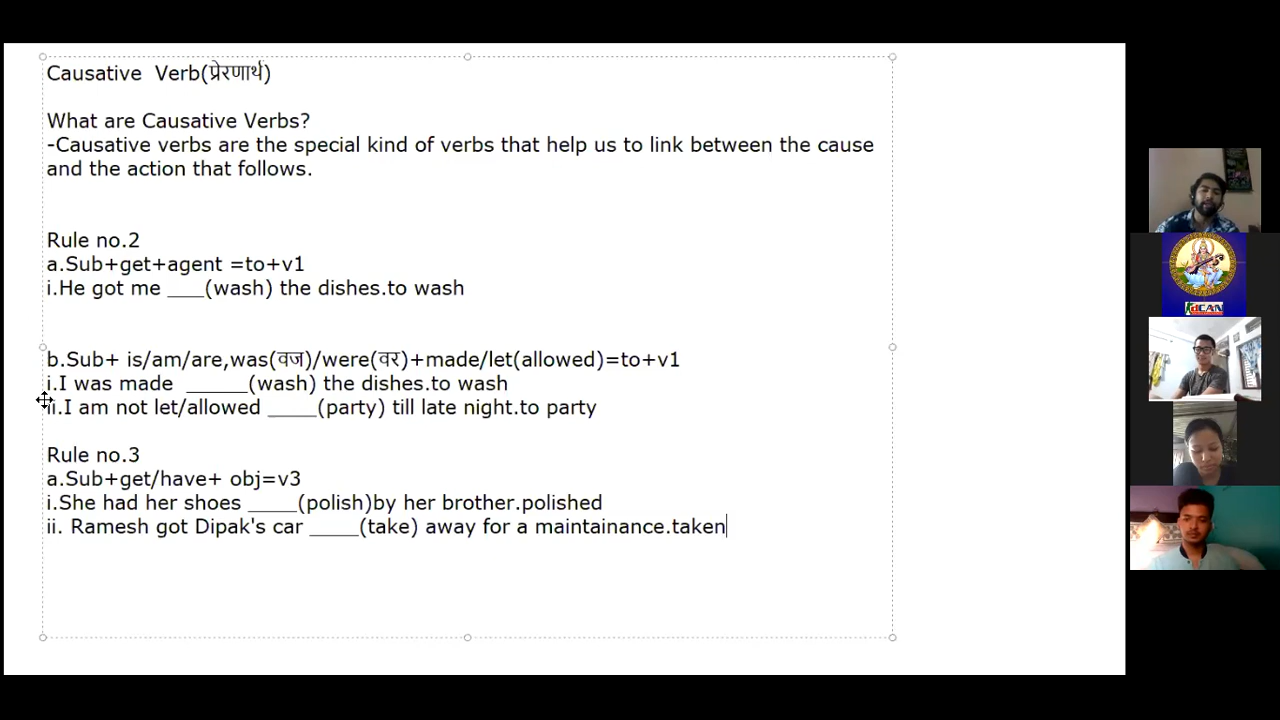 Causative  Verb(प्रेरणार्थ)
What are Causative Verbs?
-Causative verbs are the special kind of verbs that help us to link between the cause
and the action that follows.
Rule no.2
a.Sub+get+agent =to+v1
i.He got me ___(wash) the dishes.to wash
b.Sub+ is/am/are,was(वज)/were(वर)+made/let(allowed)=to+v1
i.I was made  _____(wash) the dishes.to wash
ii.I am not let/allowed ____(party) till late night.to party
Rule no.3
a.Sub+get/have+ obj=v3
i.She had her shoes ____(polish)by her brother.polished
ii. Ramesh got Dipak's car ____(take) away for a maintainance.taken